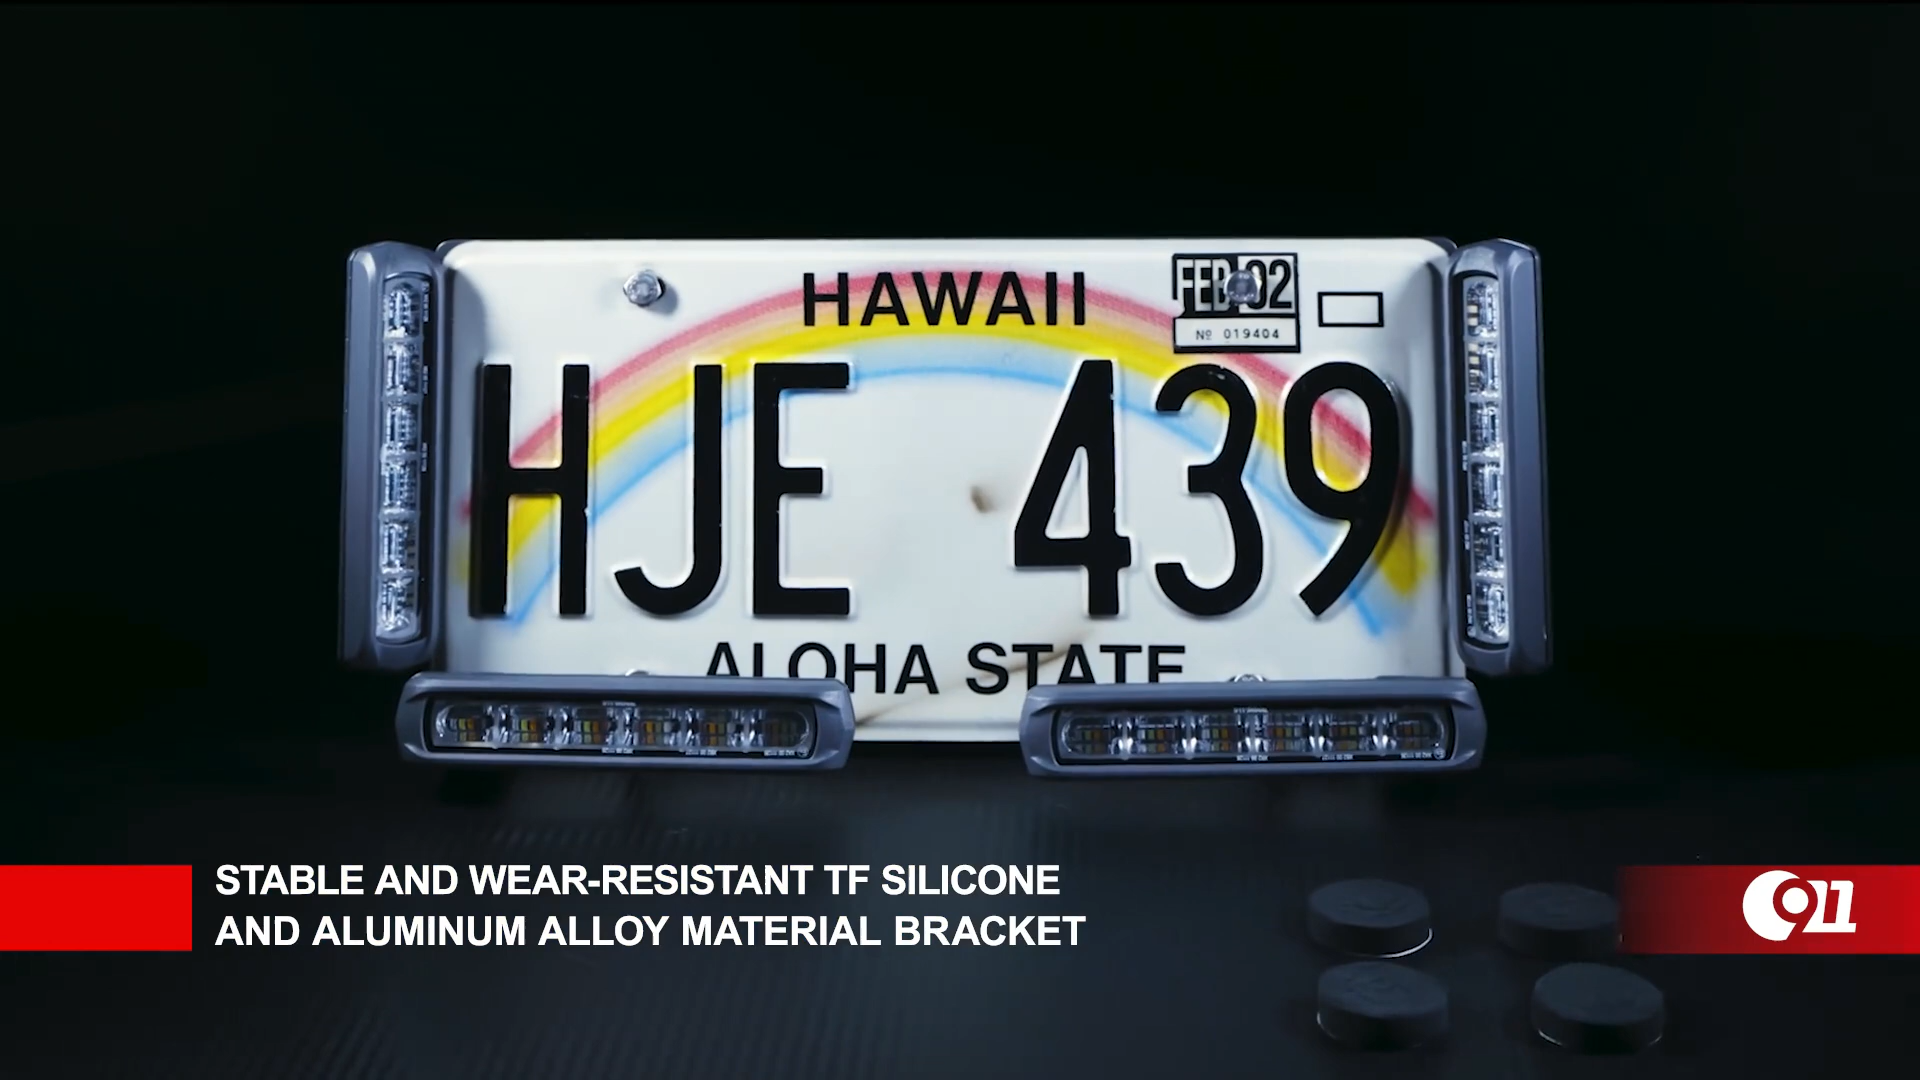 HAWAII
FEB 02
Nº 019404
HJE 439
ALOHA STATE
STABLE AND WEAR-RESISTANT TF SILICONE
AND ALUMINUM ALLOY MATERIAL BRACKET
911